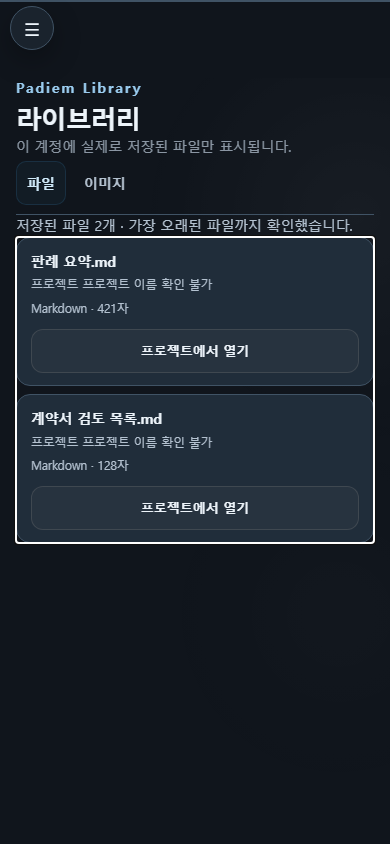 Padiem Library
라이브러리
이 계정에 실제로 저장된 파일만 표시됩니다.
파일 이미지
저장된 파일 2개 · 가장 오래된 파일까지 확인했습니다.
판례 요약.md
프로젝트 프로젝트 이름 확인 불가
Markdown · 421자
프로젝트에서 열기
계약서 검토 목록.md
프로젝트 프로젝트 이름 확인 불가
Markdown · 128자
프로젝트에서 열기